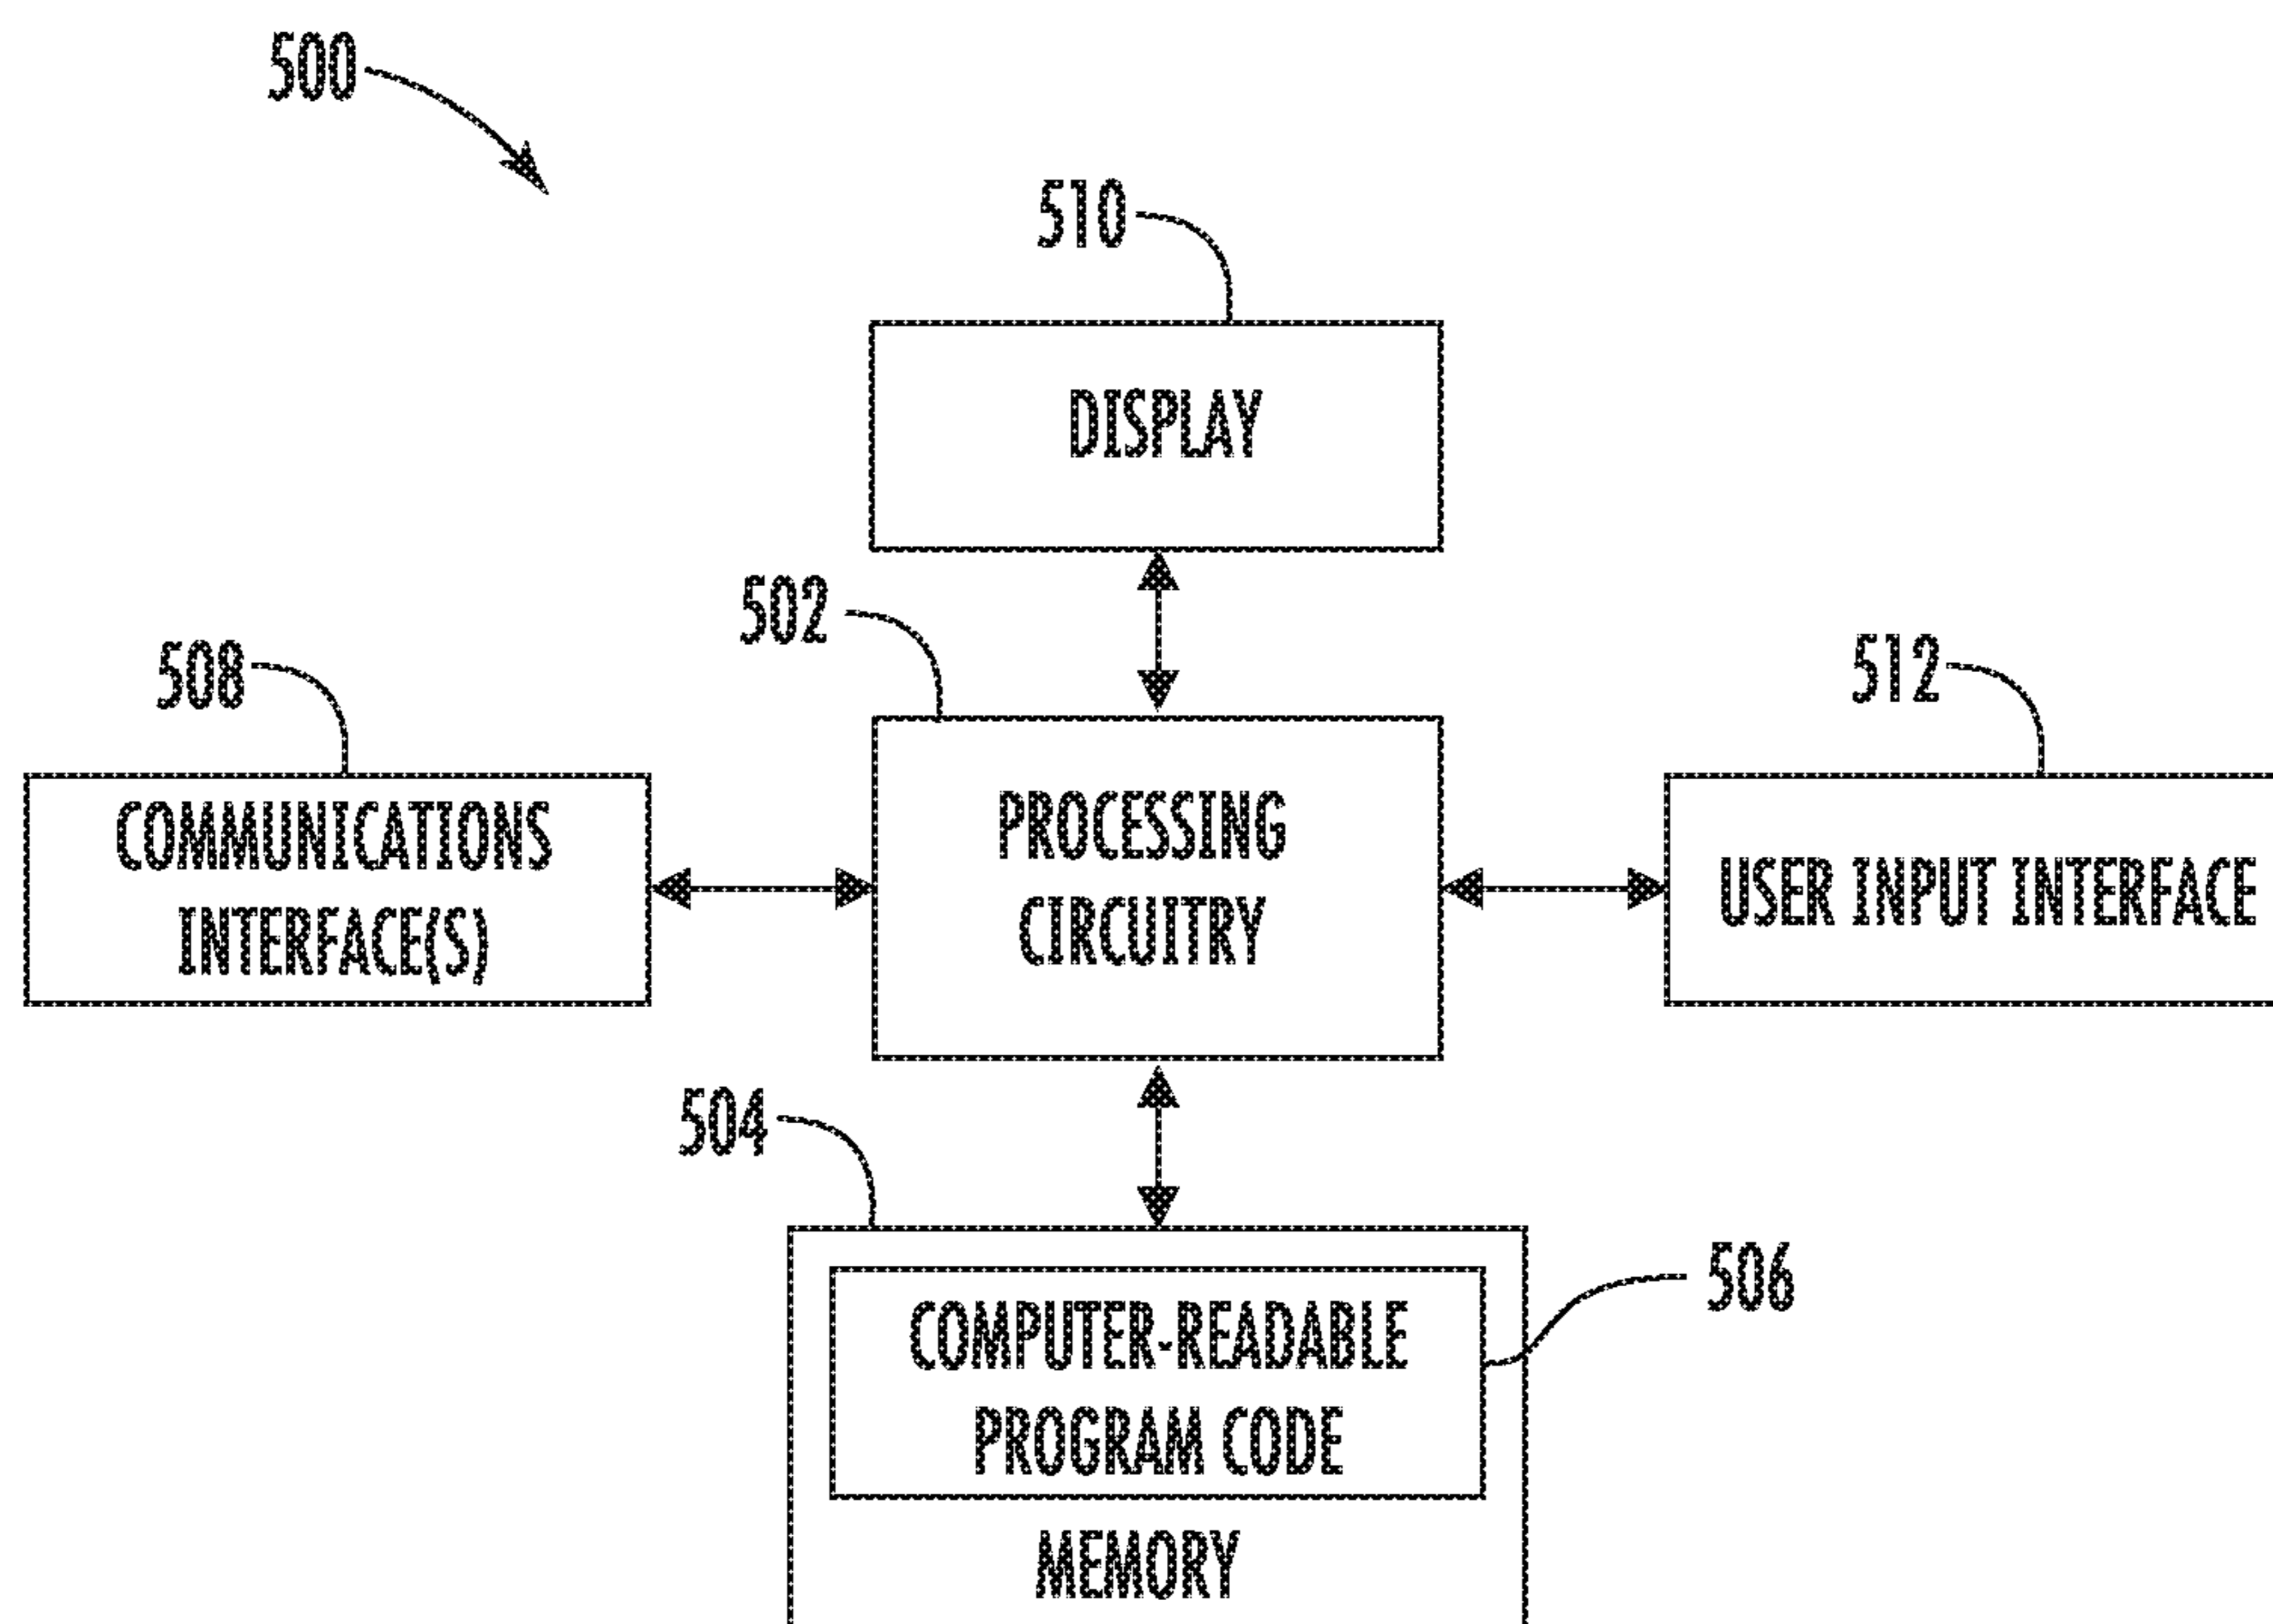 500
510
DISPLAY
502
508
512
COMMUNICATIONS
INTERFACE(S)
PROCESSING
CIRCUITRY
USER INPUT INTERFACE
504
506
COMPUTER-READABLE
PROGRAM CODE
MEMORY